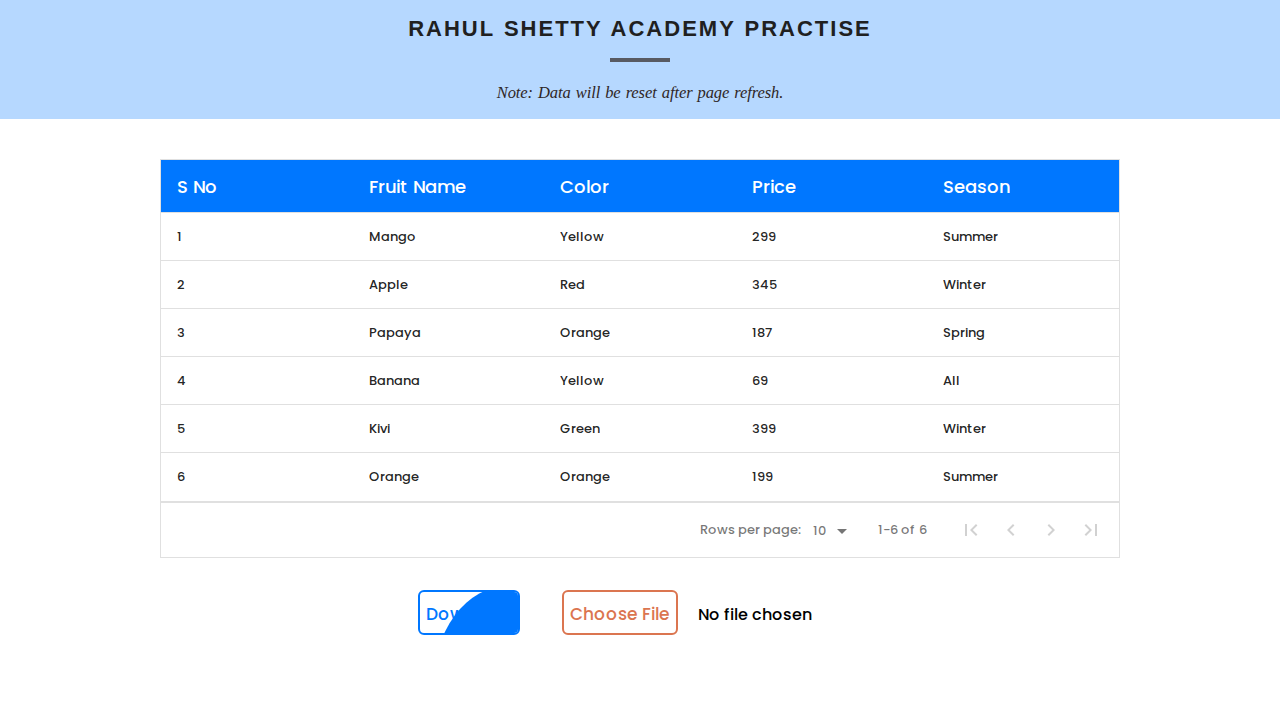 RAHUL SHETTY ACADEMY PRACTISE
Note: Data will be reset after page refresh.
S No Fruit Name Color Price Season
1 Mango Yellow 299 Summer
2 Apple Red 345 Winter
3 Papaya Orange 187 Spring
4 Banana Yellow 69 All
5 Kivi Green 399 Winter
6 Orange Orange 199 Summer
Rows per page: 10 1-6 of 6
Choose File No file chosen